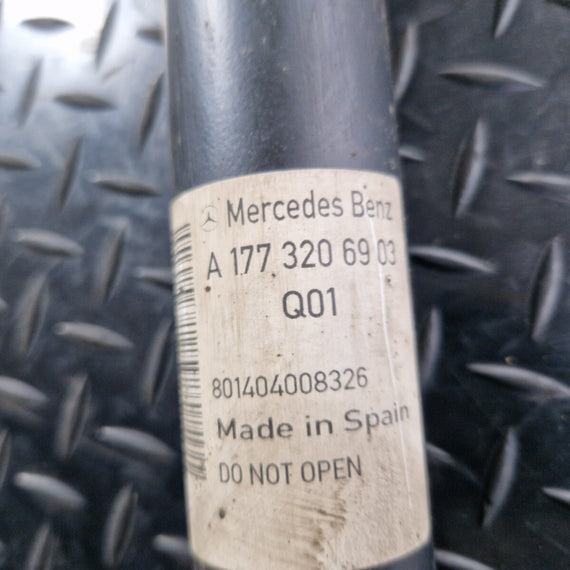 Mercedes Benz
A 177 320 69 03
Q01
801404008326
Made in Spain
DO NOT OPEN